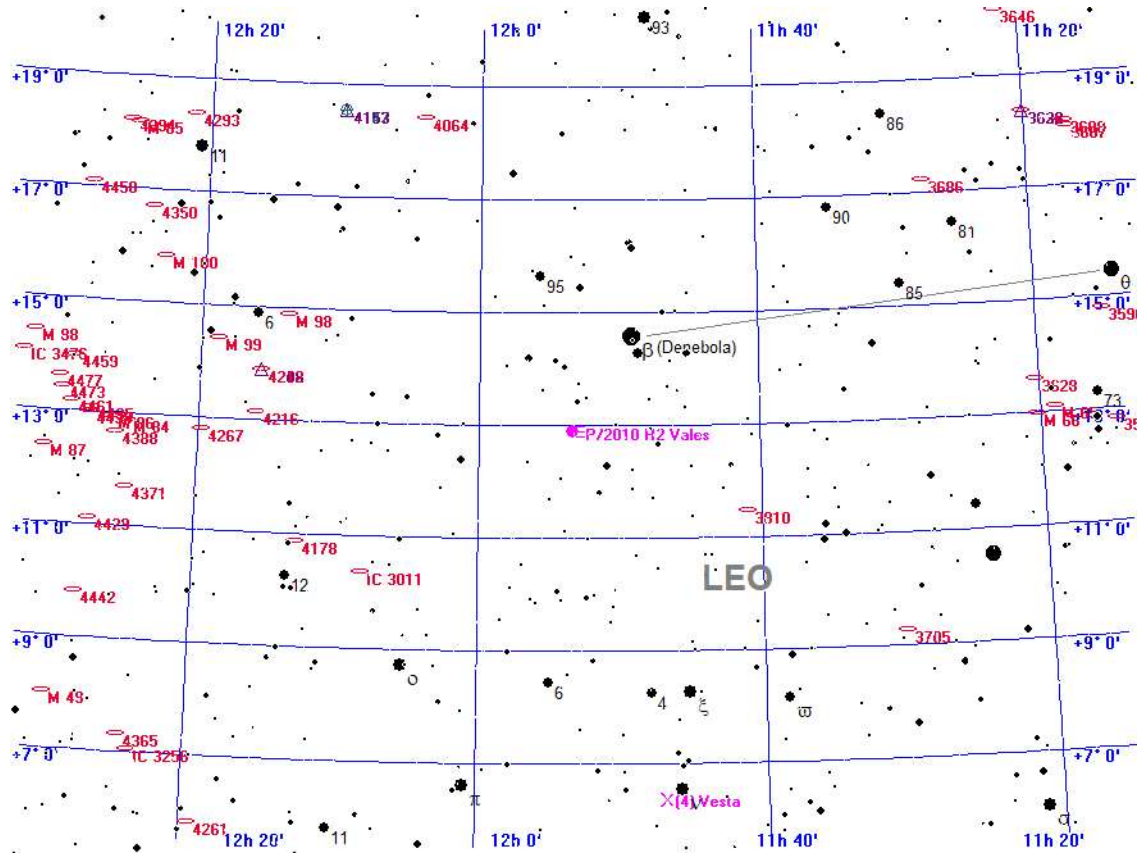 3646
12h 20'
12h 0'
93
11h 40'
11h 20'
+19° 0'
+19° 0'
4293
4064
86
M 85
11
+17° 0'
4450
4350
3686
+17° 0'
90
81
M 100
95
85
θ
+15° 0'
6
M 98
+15° 0'
M 98
M 99
β (Denebola)
IC 3476
4459
4477
4473
3628
4461
73
+13° 0'
4216
M 84
4388
4267
M 66
M 87
P/2010 H2 Vales
4371
4429
+11° 0'
3810
+11° 0'
4178
12
IC 3011
LEO
4442
+9° 0'
3705
+9° 0'
ο
M 49
6
4
ξ
ϖ
4365
+7° 0'
IC 3256
+7° 0'
π
ν
(4) Vesta
σ
4261
11
12h 20'
12h 0'
11h 40'
11h 20'